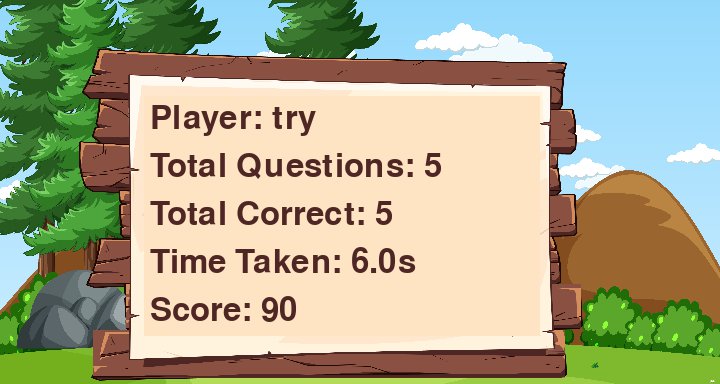 Player: try
Total Questions: 5
Total Correct: 5
Time Taken: 6.0s
Score: 90